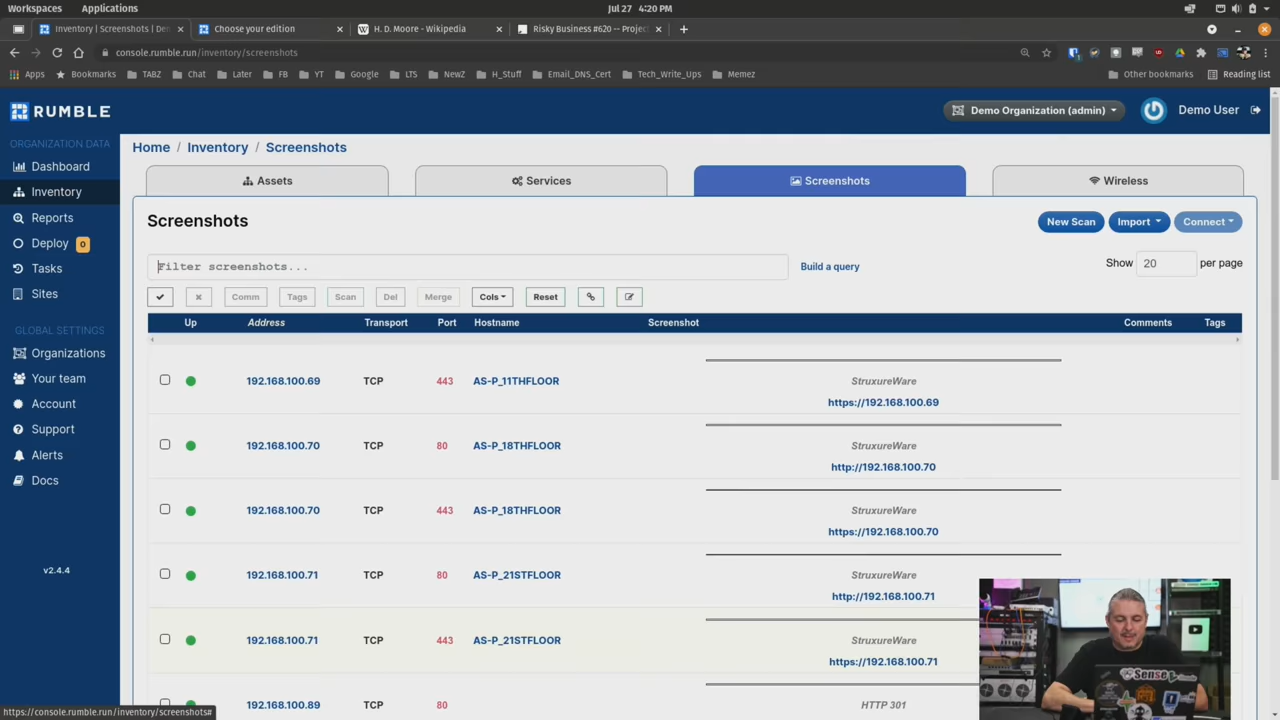 Workspaces Applications Jul 27 4:20 PM
Inventory | Screenshots | De Choose your edition H. D. Moore - Wikipedia Risky Business #620 -- Projec
console.rumble.run/inventory/screenshots
Apps Bookmarks TABZ Chat Later FB YT Google LTS NewZ H_Stuff Email_DNS_Cert Tech_Write_Ups Memez Other bookmarks Reading list
RUMBLE Demo Organization (admin) Demo User
ORGANIZATION DATA
Dashboard
Inventory
Reports
Deploy 0
Tasks
Sites
GLOBAL SETTINGS
Organizations
Your team
Account
Support
Alerts
Docs
v2.4.4
Home / Inventory / Screenshots
Assets Services Screenshots Wireless
Screenshots New Scan Import Connect
Filter screenshots... Build a query Show 20 per page
Comm Tags Scan Del Merge Cols Reset
Up Address Transport Port Hostname Screenshot Comments Tags
192.168.100.69 TCP 443 AS-P_11THFLOOR StruxureWare
https://192.168.100.69
192.168.100.70 TCP 80 AS-P_18THFLOOR StruxureWare
http://192.168.100.70
192.168.100.70 TCP 443 AS-P_18THFLOOR StruxureWare
https://192.168.100.70
192.168.100.71 TCP 80 AS-P_21STFLOOR StruxureWare
http://192.168.100.71
192.168.100.71 TCP 443 AS-P_21STFLOOR StruxureWare
https://192.168.100.71
192.168.100.89 TCP 80 HTTP 301
https://console.rumble.run/inventory/screenshots#
Sense